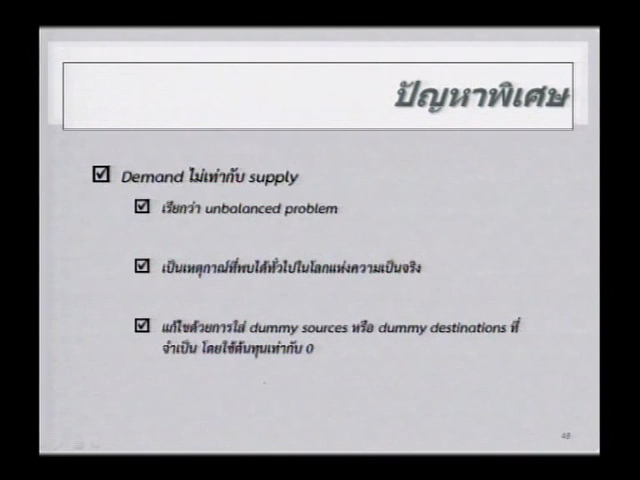 ปัญหาพิเศษ
Demand ไม่เท่ากับ supply
เรียกว่า unbalanced problem
เป็นเหตุการณ์ที่พบได้ทั่วไปในโลกแห่งความเป็นจริง
แก้ไขด้วยการใส่ dummy sources หรือ dummy destinations ที่
จำเป็น โดยใช้ต้นทุนเท่ากับ 0
48